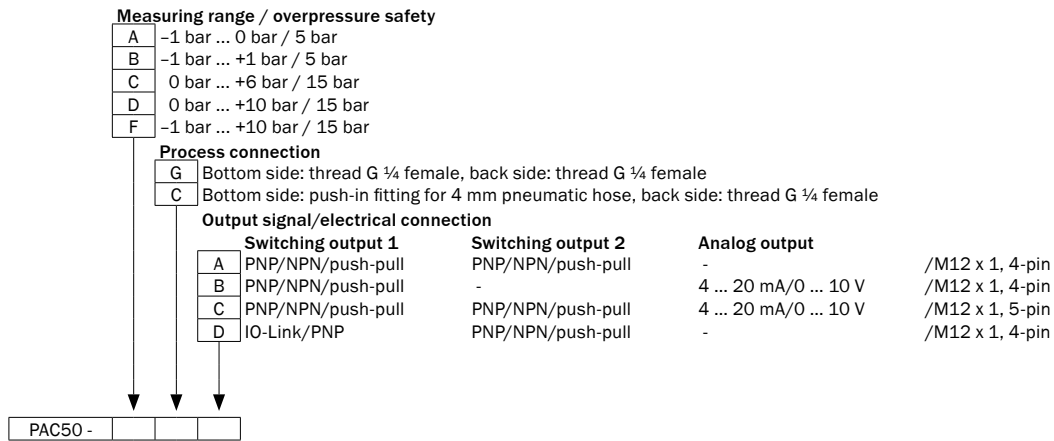 Measuring range / overpressure safety
A –1 bar ... 0 bar / 5 bar
B –1 bar ... +1 bar / 5 bar
C 0 bar ... +6 bar / 15 bar
D 0 bar ... +10 bar / 15 bar
F –1 bar ... +10 bar / 15 bar
Process connection
G Bottom side: thread G ¼ female, back side: thread G ¼ female
C Bottom side: push-in fitting for 4 mm pneumatic hose, back side: thread G ¼ female
Output signal/electrical connection
Switching output 1 Switching output 2 Analog output
A PNP/NPN/push-pull PNP/NPN/push-pull - /M12 x 1, 4-pin
B PNP/NPN/push-pull - 4 ... 20 mA/0 ... 10 V /M12 x 1, 4-pin
C PNP/NPN/push-pull PNP/NPN/push-pull 4 ... 20 mA/0 ... 10 V /M12 x 1, 5-pin
D IO-Link/PNP PNP/NPN/push-pull - /M12 x 1, 4-pin
PAC50 -